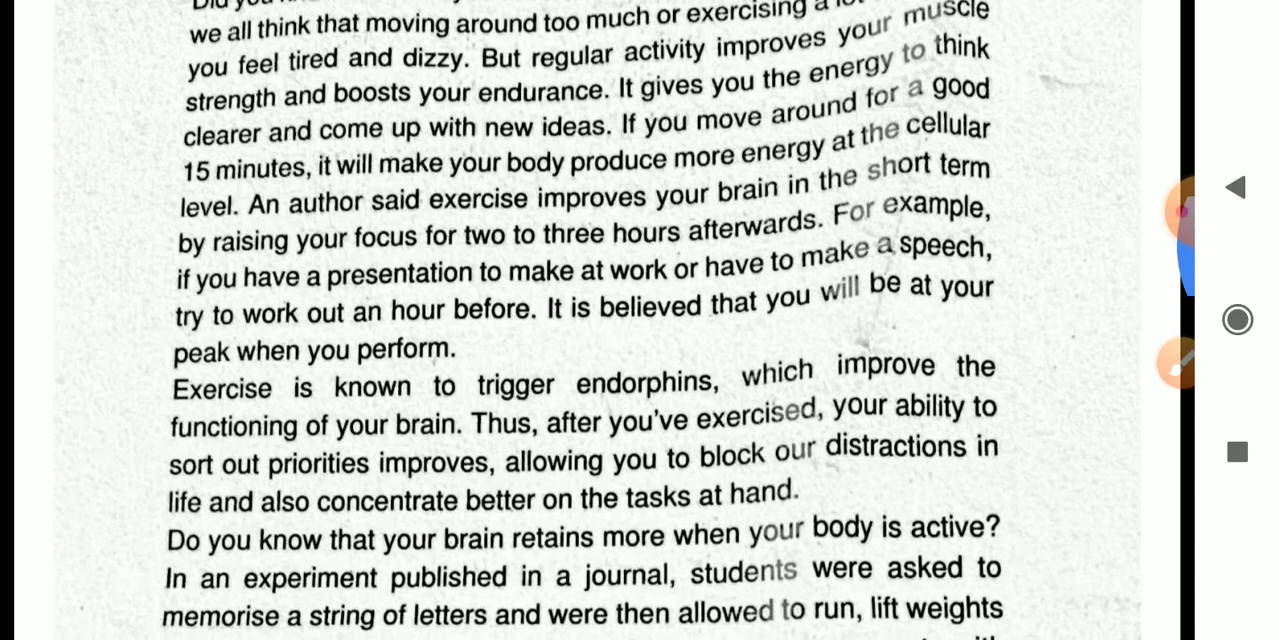 we all think that moving around too much or exercising a
you feel tired and dizzy. But regular activity improves your muscle
strength and boosts your endurance. It gives you the energy to think
clearer and come up with new ideas. If you move around for a good
15 minutes, it will make your body produce more energy at the cellular
level. An author said exercise improves your brain in the short term
by raising your focus for two to three hours afterwards. For example,
if you have a presentation to make at work or have to make a speech,
try to work out an hour before. It is believed that you will be at your
peak when you perform.
Exercise is known to trigger endorphins, which improve the
functioning of your brain. Thus, after you've exercised, your ability to
sort out priorities improves, allowing you to block our distractions in
life and also concentrate better on the tasks at hand.
Do you know that your brain retains more when your body is active?
In an experiment published in a journal, students were asked to
memorise a string of letters and were then allowed to run, lift weights